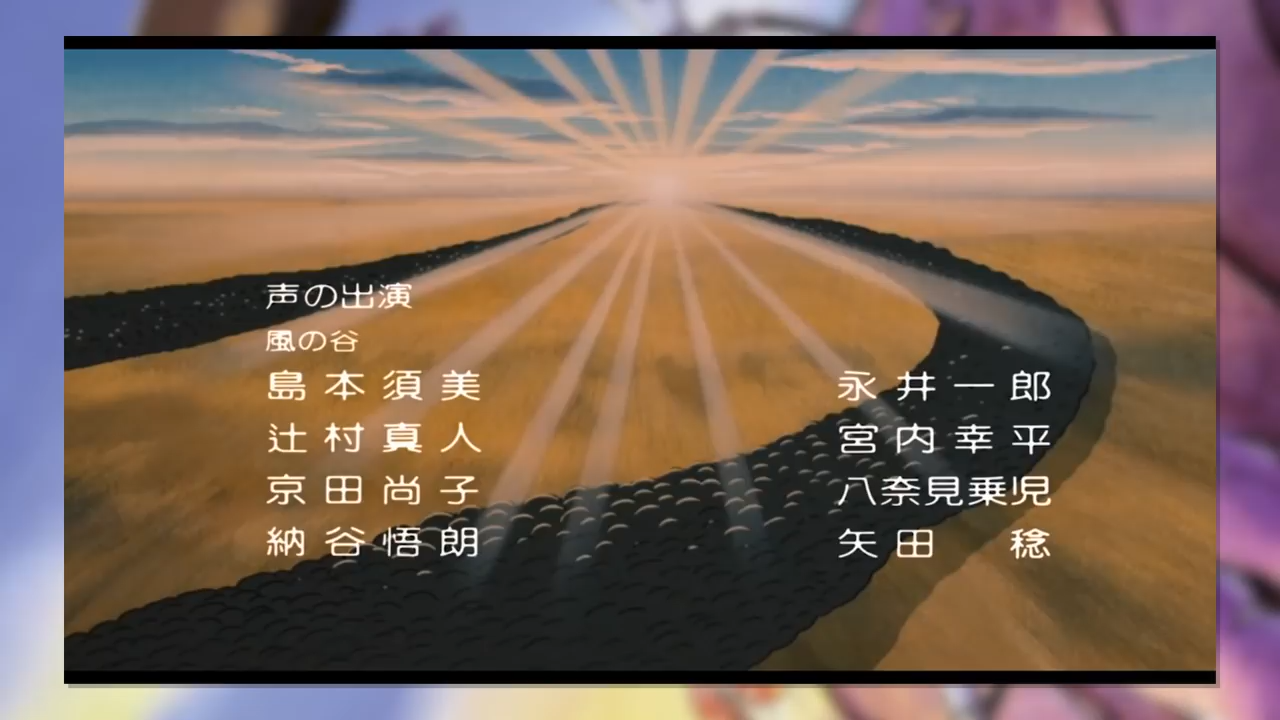 声の出演
風の谷
島本須美 永井一郎
辻村真人 宮内幸平
京田尚子 八奈見乗児
納谷悟朗 矢田 稔